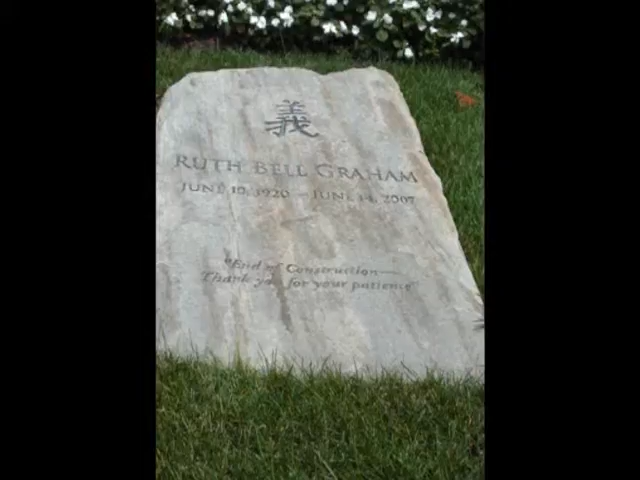 義
RUTH BELL GRAHAM
JUNE 10, 1920 – JUNE 14, 2007
"End of Construction—
Thank you for your patience"